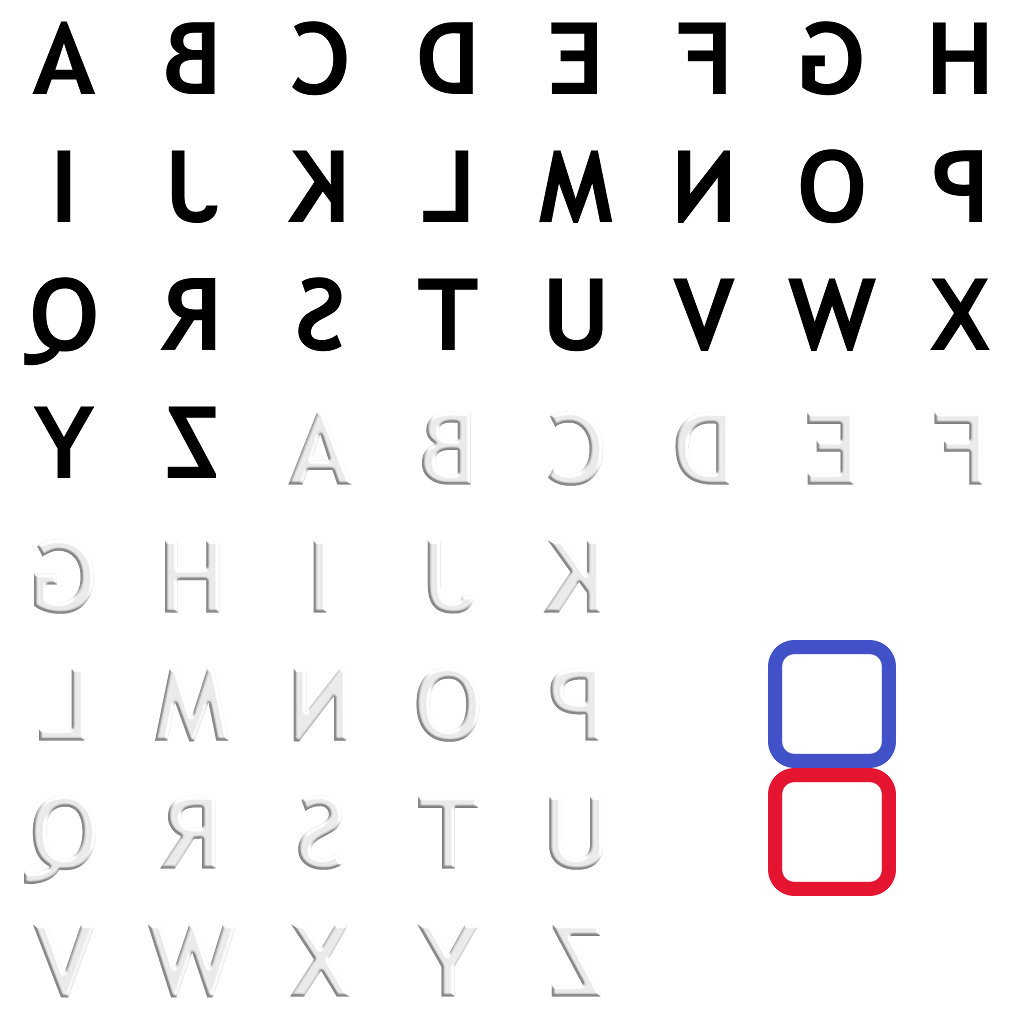 A B C D E F G H
I J K L M N O P
Q R S T U V W X
Y Z A B C D E F
G H I J K
L M N O P
Q R S T U
V W X Y Z